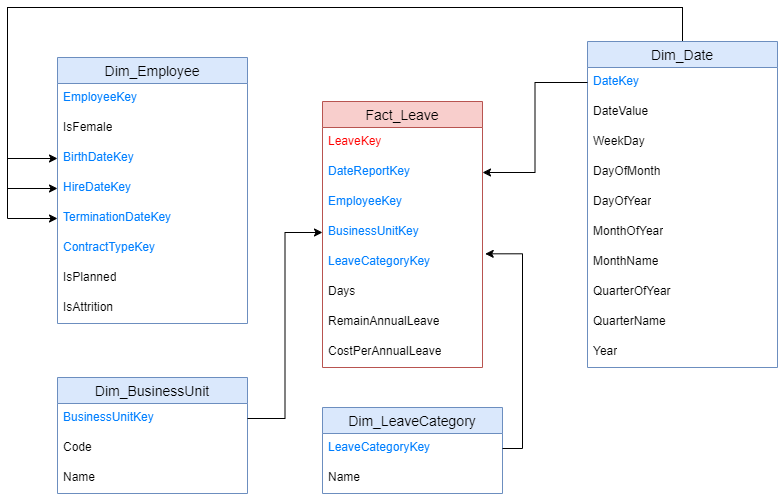 Dim_Employee
EmployeeKey
IsFemale
BirthDateKey
HireDateKey
TerminationDateKey
ContractTypeKey
IsPlanned
IsAttrition
Fact_Leave
LeaveKey
DateReportKey
EmployeeKey
BusinessUnitKey
LeaveCategoryKey
Days
RemainAnnualLeave
CostPerAnnualLeave
Dim_Date
DateKey
DateValue
WeekDay
DayOfMonth
DayOfYear
MonthOfYear
MonthName
QuarterOfYear
QuarterName
Year
Dim_BusinessUnit
BusinessUnitKey
Code
Name
Dim_LeaveCategory
LeaveCategoryKey
Name